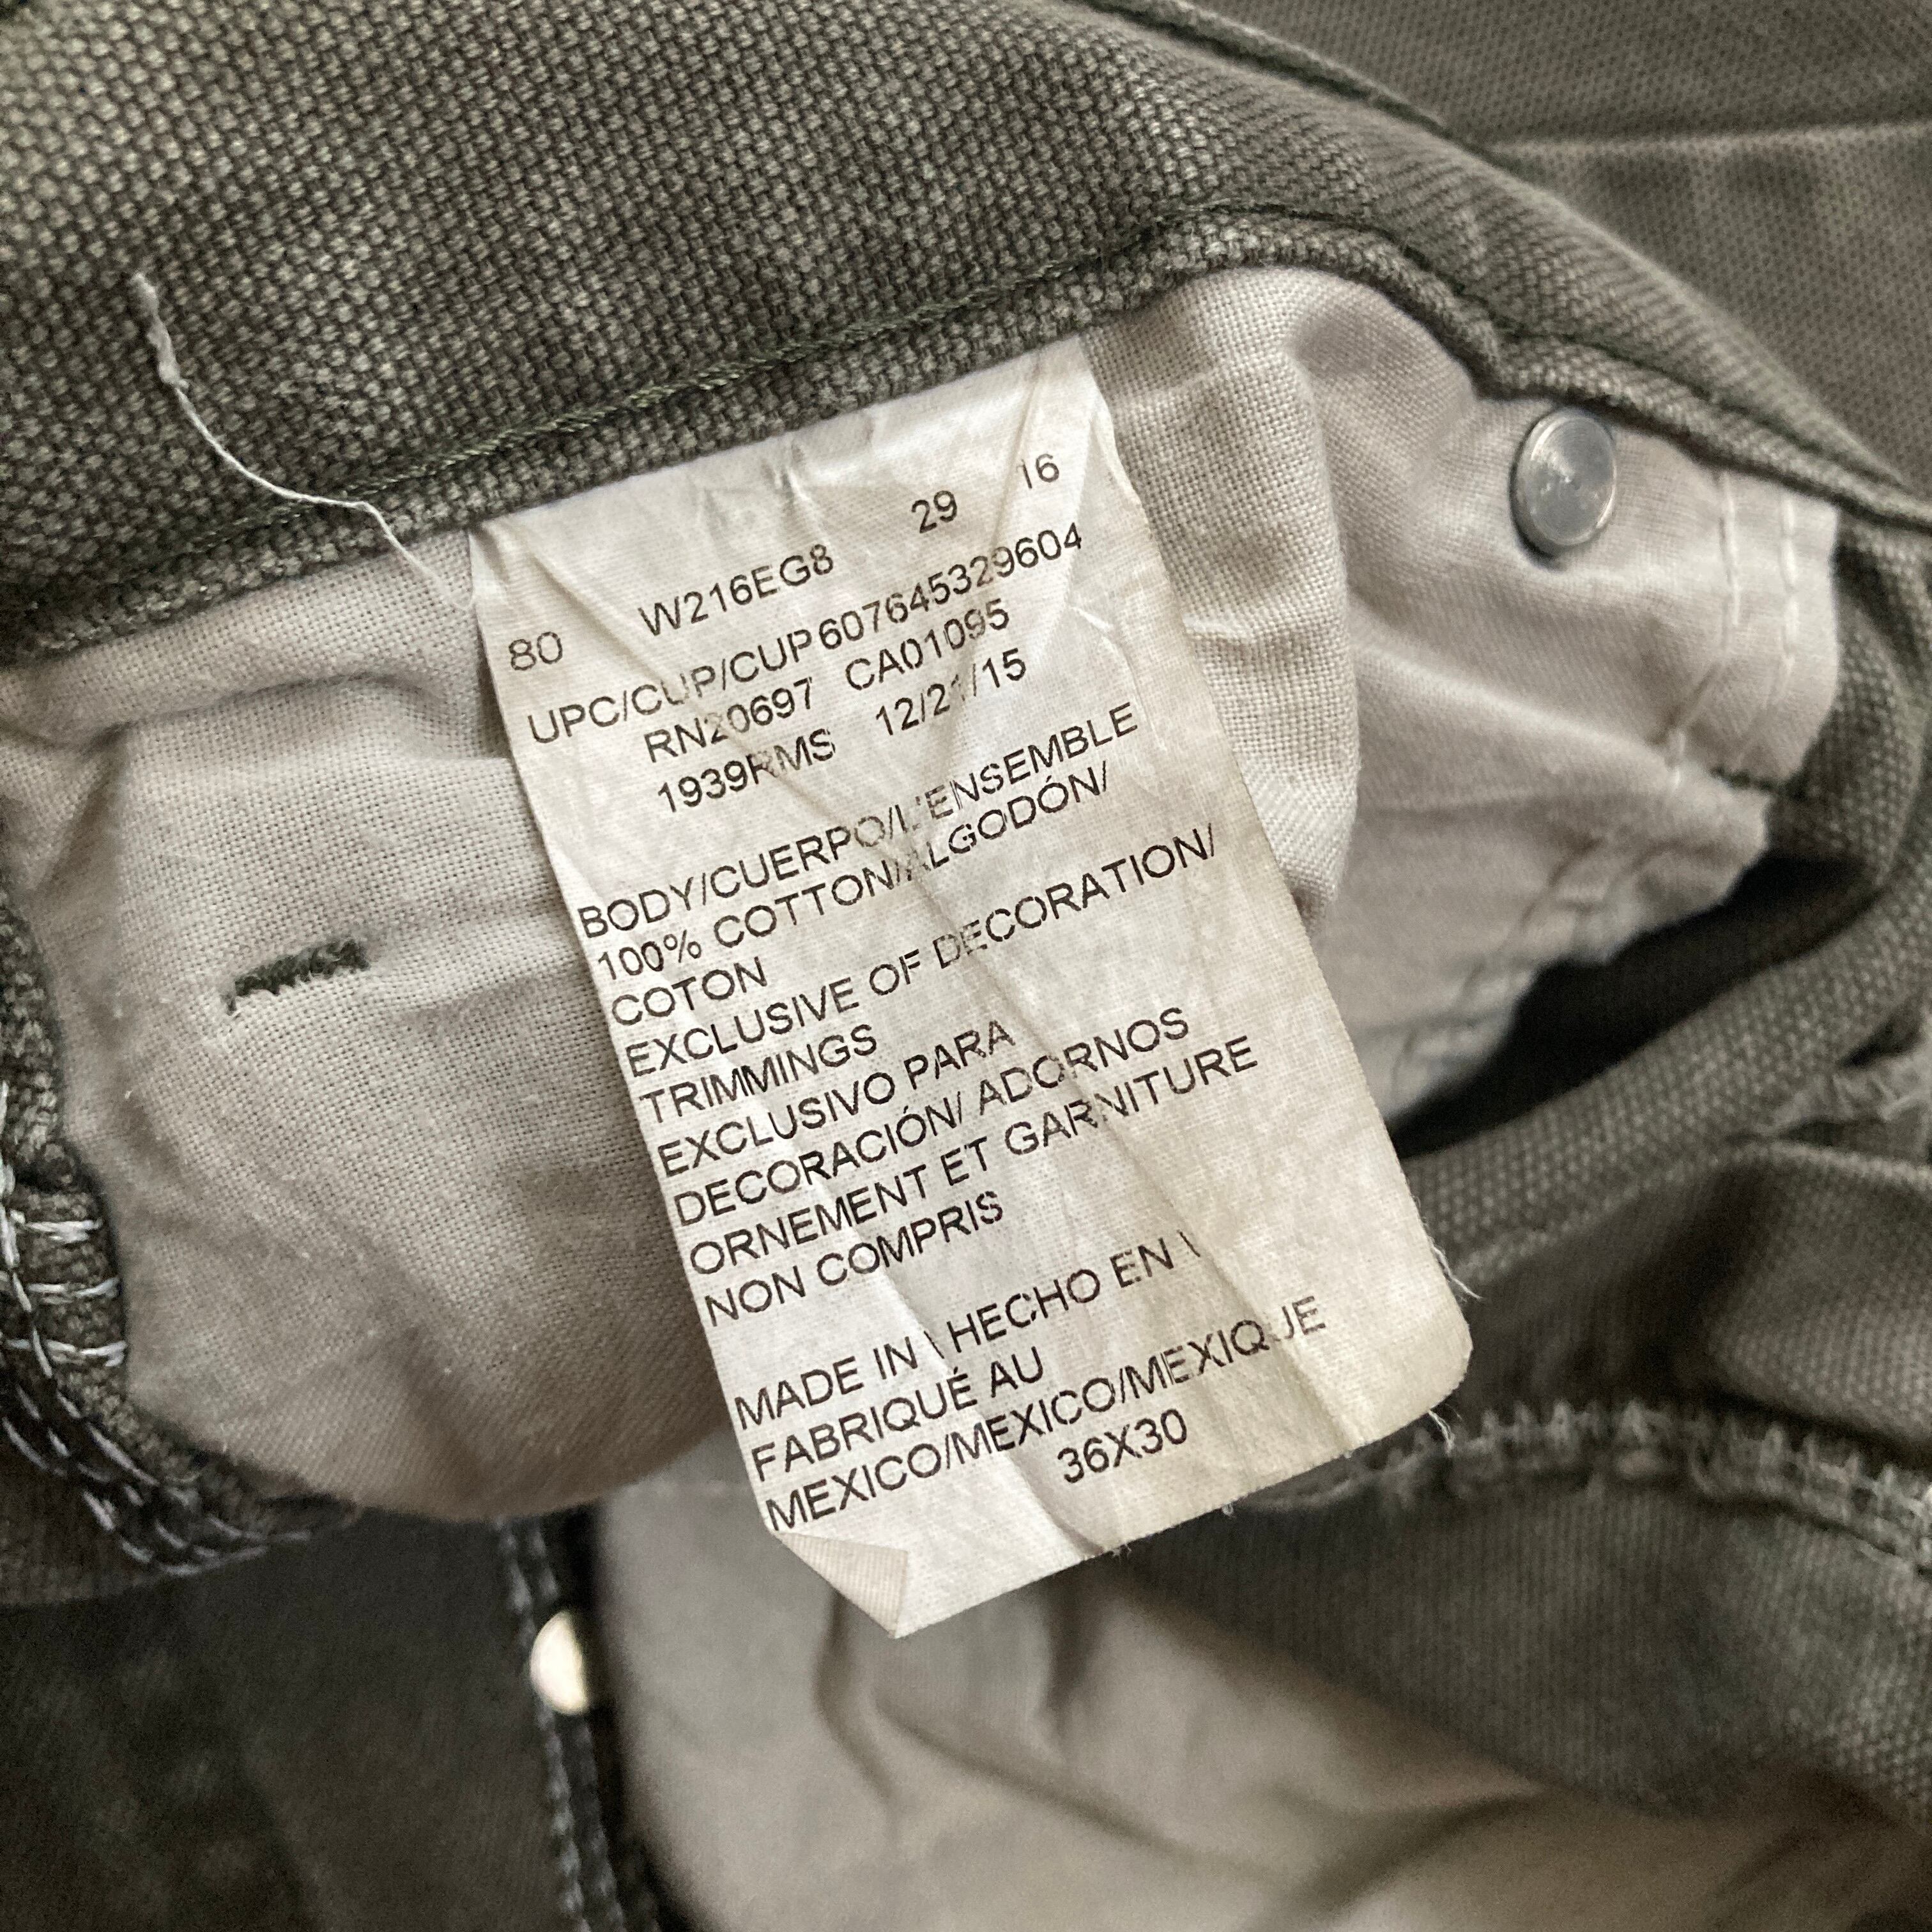 80 W216EG8 29 16
UPC/CUP/CUP 607645329604
RN20697 CA01095
1939RMS 12/21/15
BODY/CUERPO/L'ENSEMBLE
100% COTTON/ALGODÓN/
COTON
EXCLUSIVE OF DECORATION/
TRIMMINGS
EXCLUSIVO PARA
DECORACIÓN/ ADORNOS
ORNEMENT ET GARNITURE
NON COMPRIS
MADE IN \ HECHO EN \
FABRIQUÉ AU
MEXICO/MEXICO/MEXIQUE
36X30